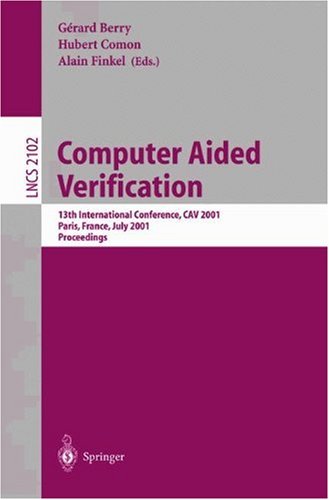 Gérard Berry
Hubert Comon
Alain Finkel (Eds.)
LNCS 2102
Computer Aided
Verification
13th International Conference, CAV 2001
Paris, France, July 2001
Proceedings
Springer